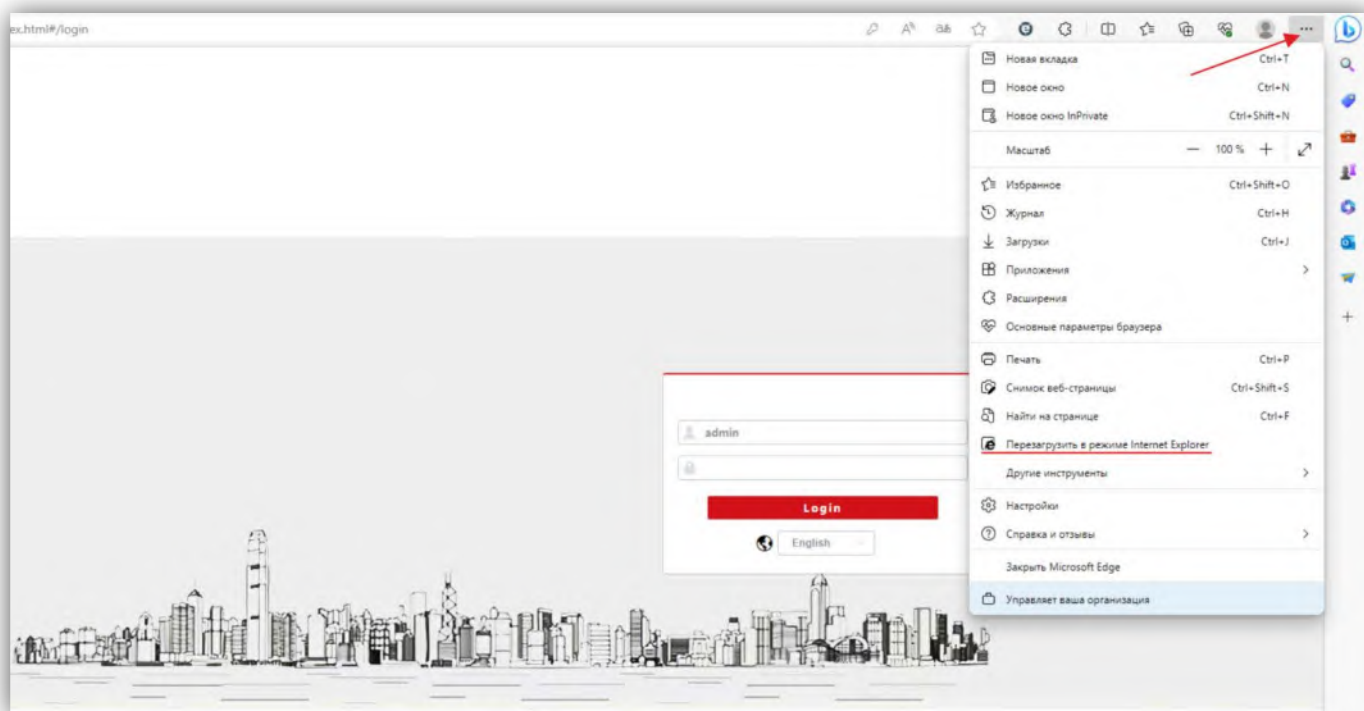 ex.html#/login
Новая вкладка Ctrl+T
Новое окно Ctrl+N
Новое окно InPrivate Ctrl+Shift+N
Масштаб — 100 % +
Избранное Ctrl+Shift+O
Журнал Ctrl+H
Загрузки Ctrl+J
Приложения
Расширения
Основные параметры браузера
Печать Ctrl+P
Снимок веб-страницы Ctrl+Shift+S
Найти на странице Ctrl+F
Перезагрузить в режиме Internet Explorer
Другие инструменты
Настройки
Справка и отзывы
Закрыть Microsoft Edge
Управляет ваша организация
admin
Login
English